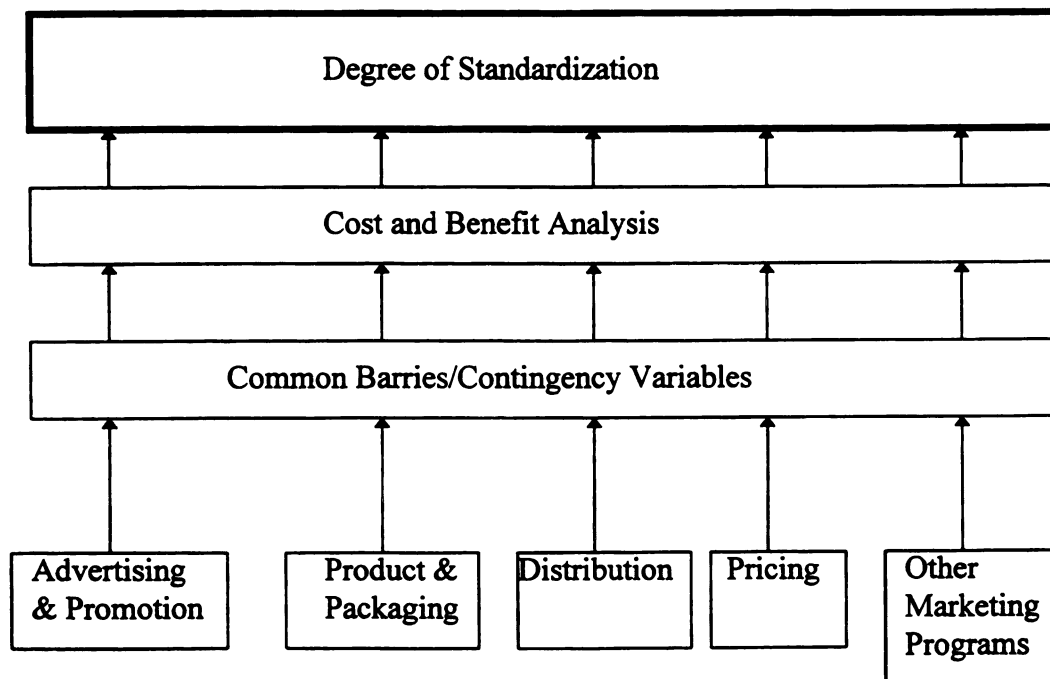 Degree of Standardization
Cost and Benefit Analysis
Common Barries/Contingency Variables
Advertising
& Promotion
Product &
Packaging
Distribution
Pricing
Other
Marketing
Programs